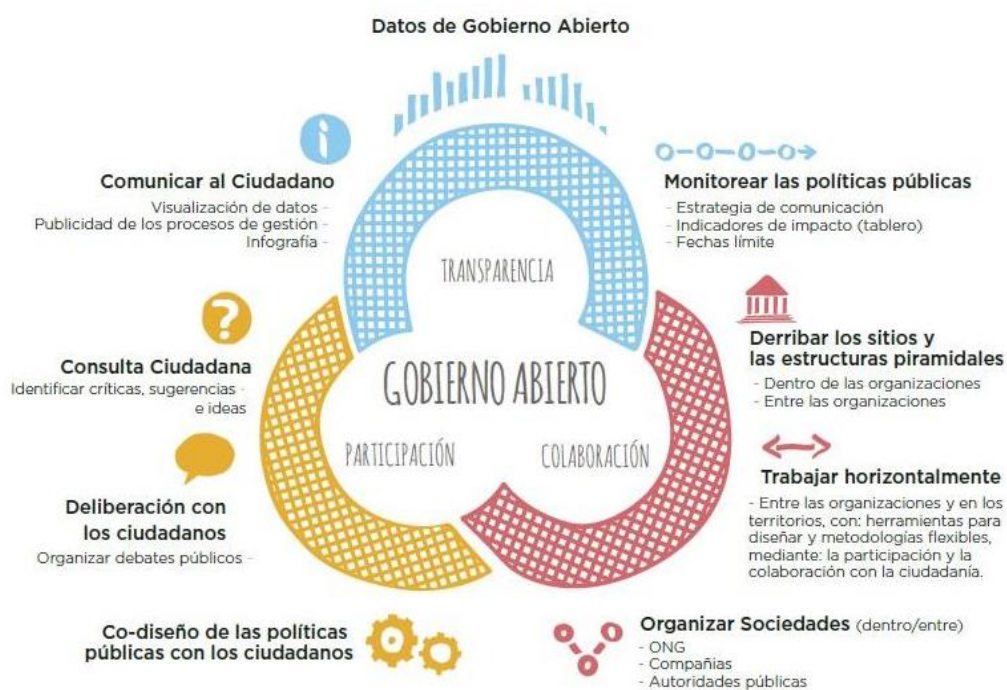 Datos de Gobierno Abierto
Comunicar al Ciudadano
Visualización de datos -
Publicidad de los procesos de gestión -
Infografía -
Monitorear las políticas públicas
- Estrategia de comunicación
- Indicadores de impacto (tablero)
- Fechas límite
TRANSPARENCIA
Consulta Ciudadana
Identificar críticas, sugerencias -
e ideas
Derribar los sitios y
las estructuras piramidales
- Dentro de las organizaciones
- Entre las organizaciones
GOBIERNO ABIERTO
PARTICIPACIÓN
COLABORACIÓN
Deliberación con
los ciudadanos
Organizar debates públicos -
Trabajar horizontalmente
- Entre las organizaciones y en los
territorios, con: herramientas para
diseñar y metodologías flexibles,
mediante: la participación y la
colaboración con la ciudadanía.
Co-diseño de las políticas
públicas con los ciudadanos
Organizar Sociedades (dentro/entre)
- ONG
- Compañias
- Autoridades públicas